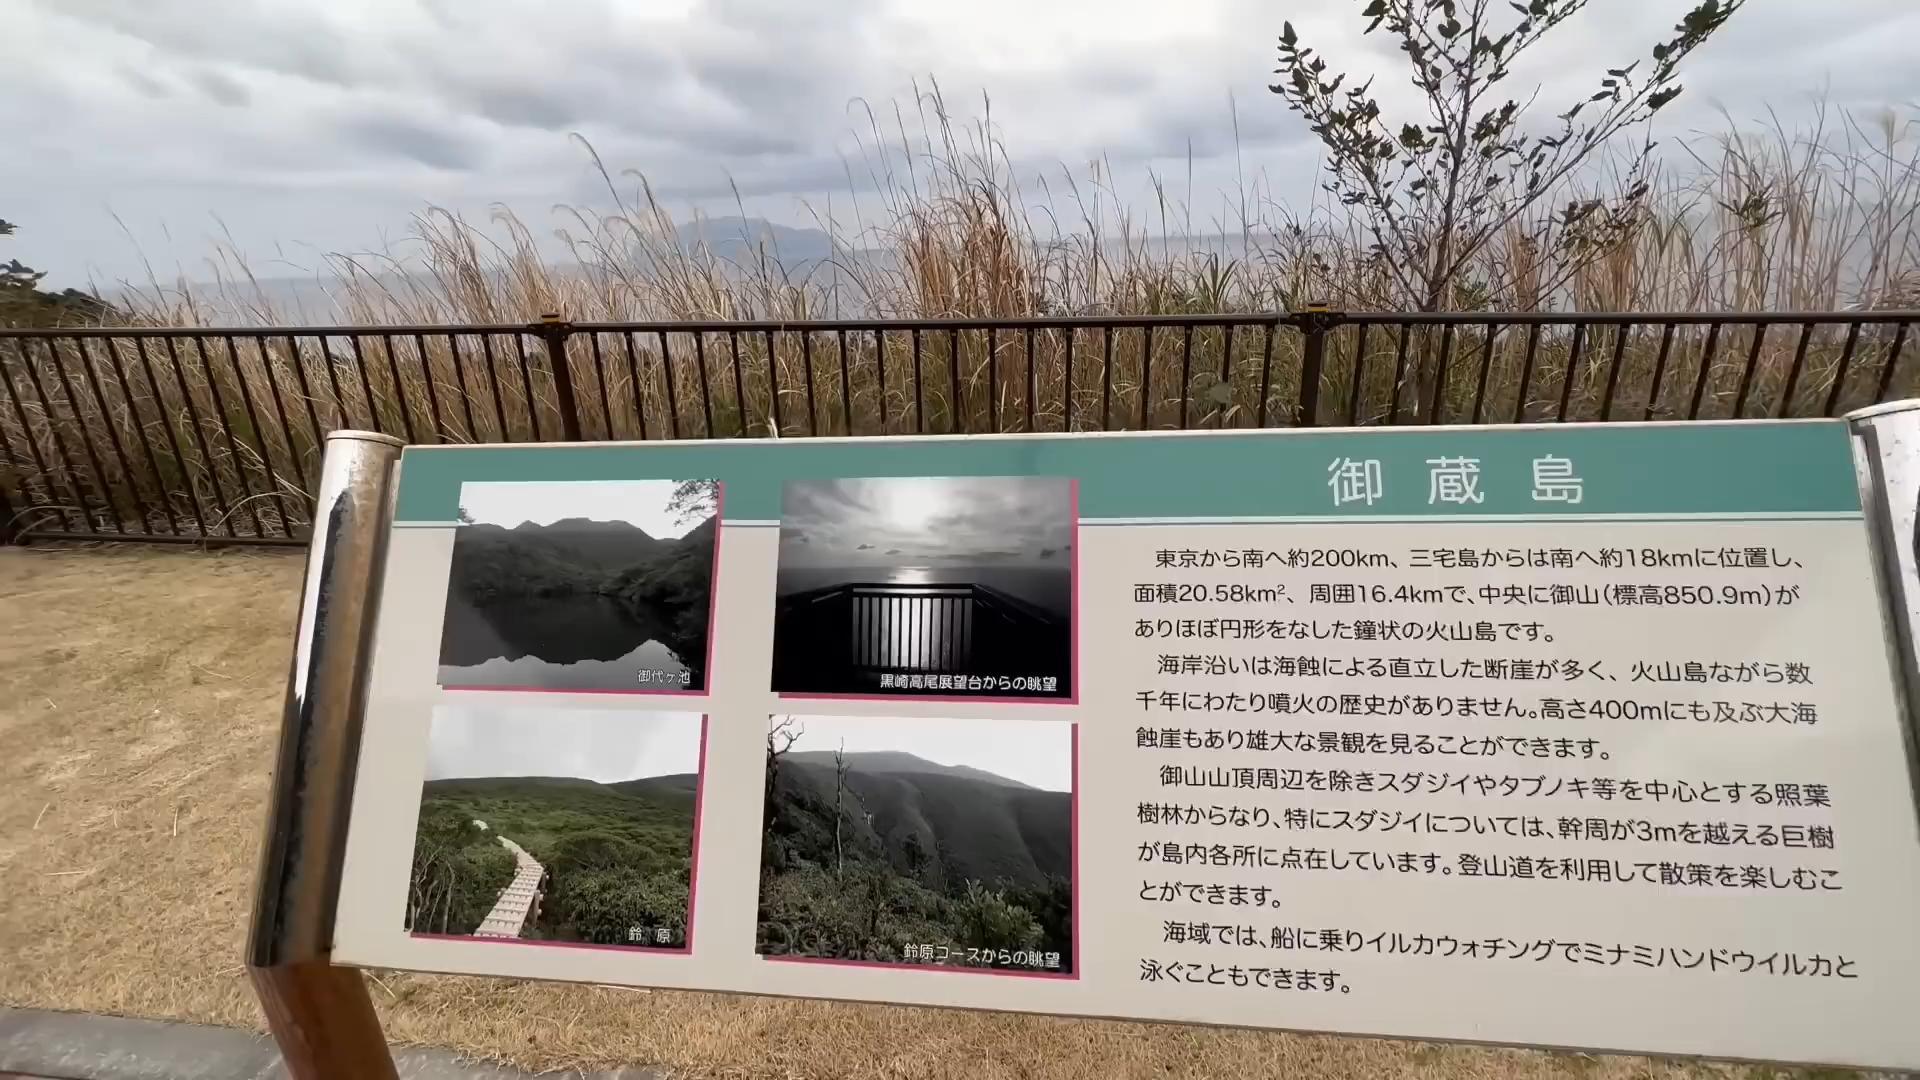 御蔵島
御代ヶ池
黒崎高尾展望台からの眺望
鈴 原
鈴原コースからの眺望
東京から南へ約200km、三宅島からは南へ約18kmに位置し、
面積20.58km²、周囲16.4kmで、中央に御山(標高850.9m)が
ありほぼ円形をなした鐘状の火山島です。
海岸沿いは海蝕による直立した断崖が多く、火山島ながら数
千年にわたり噴火の歴史がありません。高さ400mにも及ぶ大海
蝕崖もあり雄大な景観を見ることができます。
御山山頂周辺を除きスダジイやタブノキ等を中心とする照葉
樹林からなり、特にスダジイについては、幹周が3mを越える巨樹
が島内各所に点在しています。登山道を利用して散策を楽しむこ
とができます。
海域では、船に乗りイルカウォチングでミナミハンドウイルカと
泳ぐこともできます。